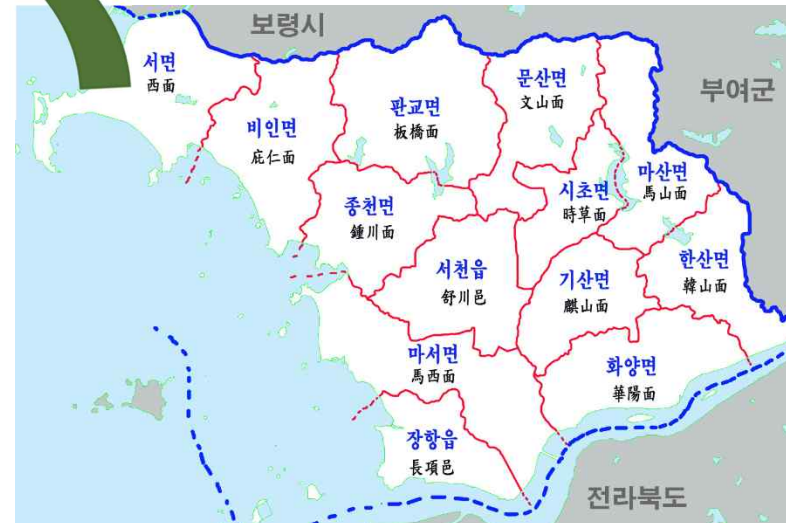 보령시
서면
西面
문산면
文山面
부여군
비인면
庇仁面
판교면
板橋面
마산면
馬山面
시초면
時草面
종천면
鍾川面
한산면
韓山面
서천읍
舒川邑
기산면
麒山面
마서면
馬西面
화양면
華陽面
장항읍
長項邑
전라북도